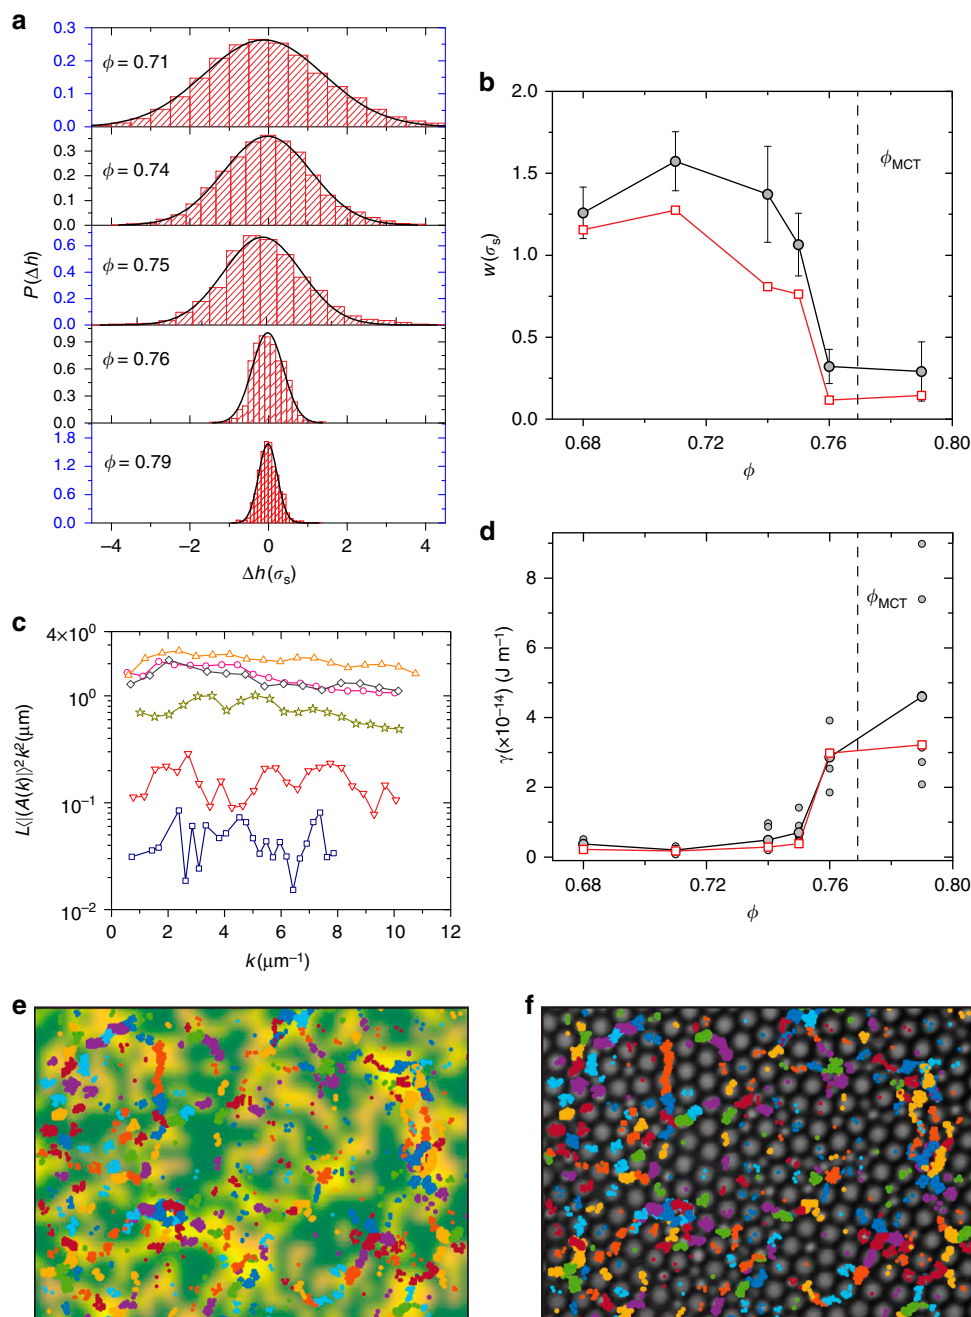 a
0.3
0.2
0.1
0.0
ϕ = 0.71
0.3
0.2
0.1
0.0
ϕ = 0.74
0.6
0.4
0.2
0.0
ϕ = 0.75
0.9
0.6
0.3
0.0
ϕ = 0.76
1.8
1.2
0.6
0.0
ϕ = 0.79
P(Δh)
−4 −2 0 2 4
Δh(σs)
b
2.0
1.5
1.0
0.5
0.0
w(σs)
ϕMCT
0.68 0.72 0.76 0.80
ϕ
c
4×10⁰
10⁰
10⁻¹
10⁻²
L⟨|(A(k)|⟩²k²(μm)
0 2 4 6 8 10 12
k(μm⁻¹)
d
8
6
4
2
0
γ(×10⁻¹⁴) (J m⁻¹)
ϕMCT
0.68 0.72 0.76 0.80
ϕ
e
f